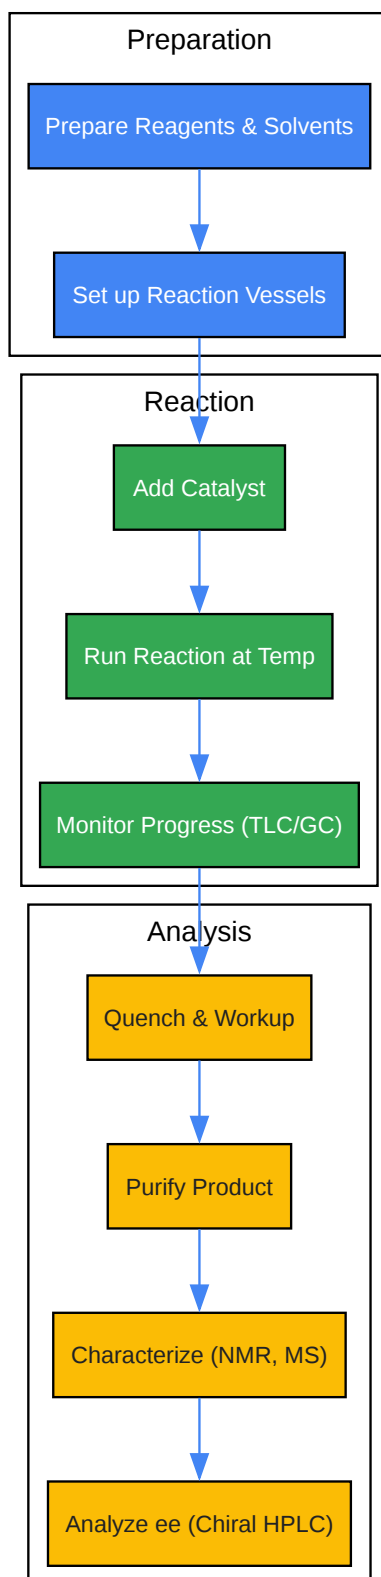 Preparation
Prepare Reagents & Solvents
Set up Reaction Vessels
Reaction
Add Catalyst
Run Reaction at Temp
Monitor Progress (TLC/GC)
Analysis
Quench & Workup
Purify Product
Characterize (NMR, MS)
Analyze ee (Chiral HPLC)